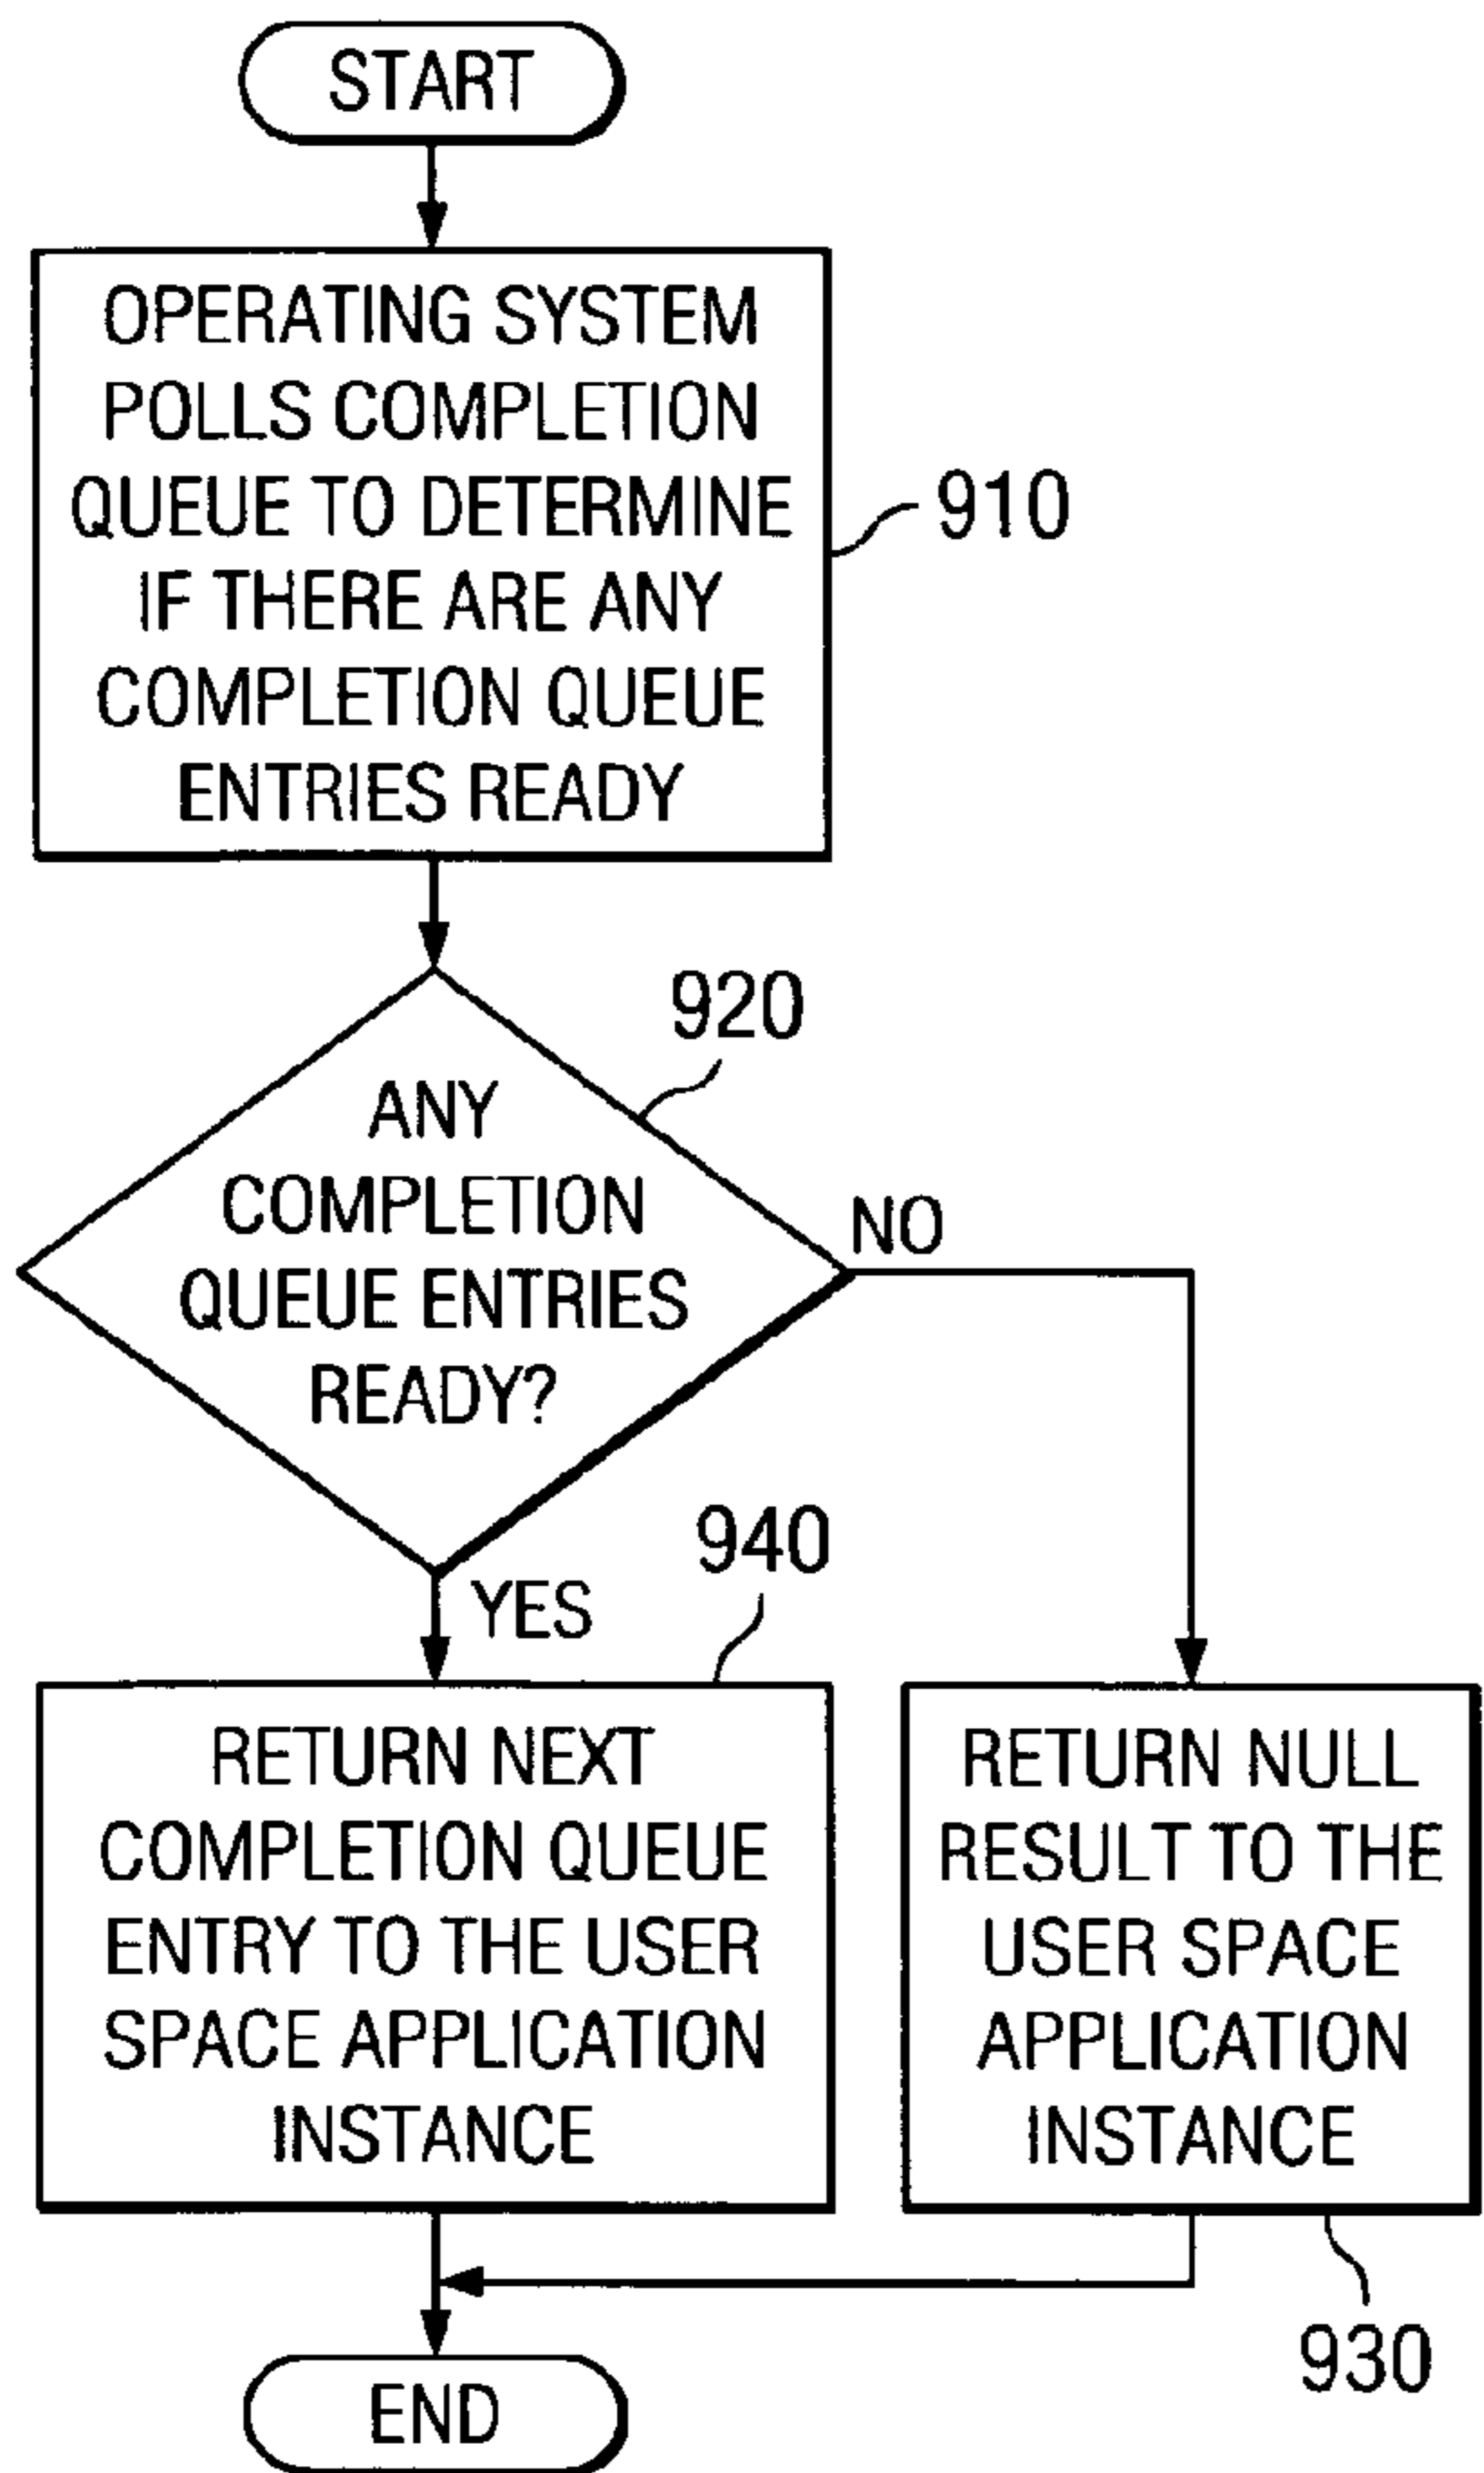 START
OPERATING SYSTEM
POLLS COMPLETION
QUEUE TO DETERMINE
IF THERE ARE ANY
COMPLETION QUEUE
ENTRIES READY
910
920
ANY
COMPLETION
QUEUE ENTRIES
READY?
NO
YES
940
RETURN NEXT
COMPLETION QUEUE
ENTRY TO THE USER
SPACE APPLICATION
INSTANCE
RETURN NULL
RESULT TO THE
USER SPACE
APPLICATION
INSTANCE
930
END